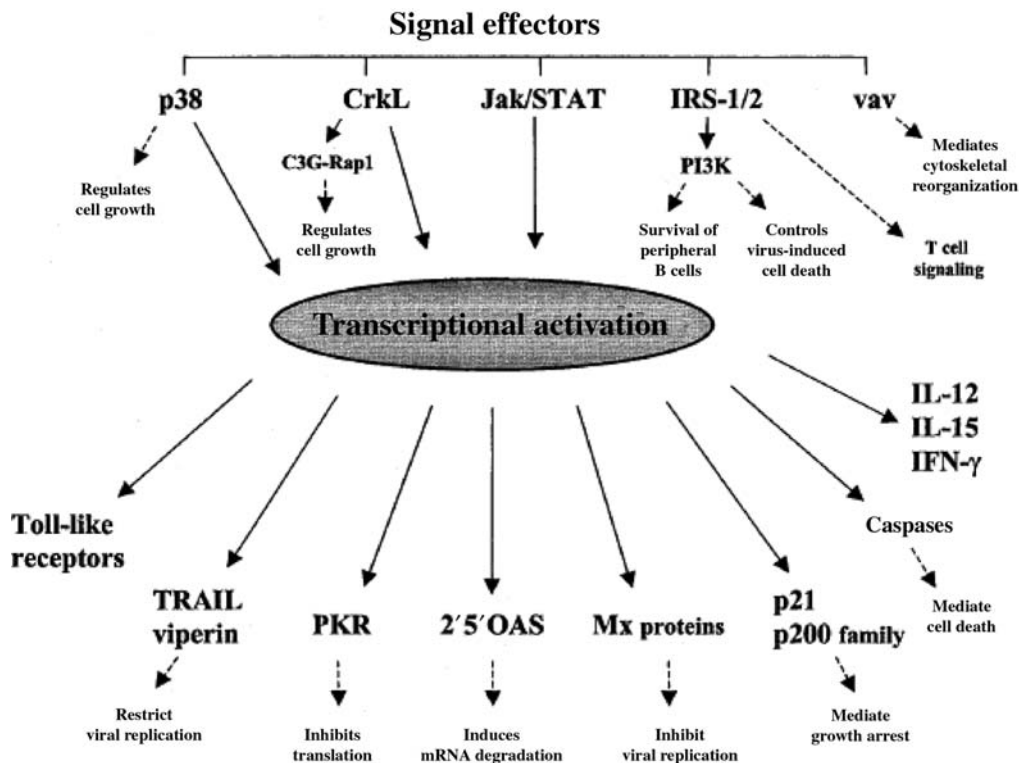 Signal effectors
p38
CrkL
Jak/STAT
IRS-1/2
vav
Regulates
cell growth
C3G-Rap1
Regulates
cell growth
PI3K
Survival of
peripheral
B cells
Controls
virus-induced
cell death
Mediates
cytoskeletal
reorganization
T cell
signaling
Transcriptional activation
IL-12
IL-15
IFN-γ
Toll-like
receptors
TRAIL
viperin
Restrict
viral replication
PKR
Inhibits
translation
2′5′OAS
Induces
mRNA degradation
Mx proteins
Inhibit
viral replication
p21
p200 family
Mediate
growth arrest
Caspases
Mediate
cell death